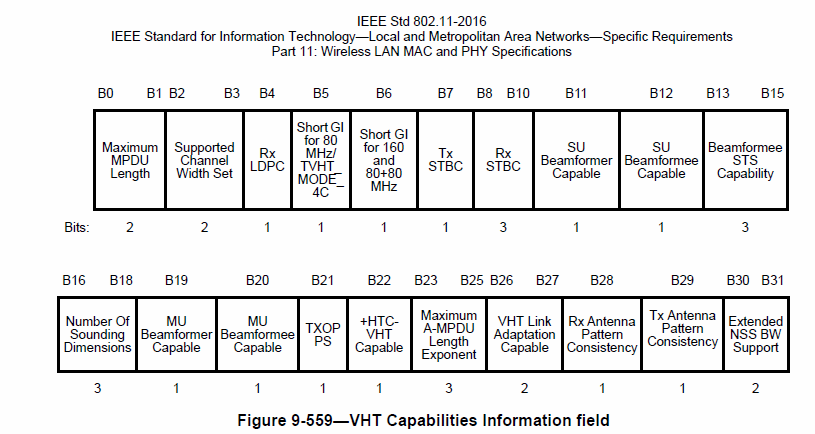 IEEE Std 802.11-2016
IEEE Standard for Information Technology—Local and Metropolitan Area Networks—Specific Requirements
Part 11: Wireless LAN MAC and PHY Specifications
B0 B1 B2 B3 B4 B5 B6 B7 B8 B10 B11 B12 B13 B15
Maximum
MPDU
Length
Supported
Channel
Width Set
Rx
LDPC
Short GI
for 80
MHz/
TVHT_
MODE_
4C
Short GI
for 160
and
80+80
MHz
Tx
STBC
Rx
STBC
SU
Beamformer
Capable
SU
Beamformee
Capable
Beamformee
STS
Capability
Bits: 2 2 1 1 1 1 3 1 1 3
B16 B18 B19 B20 B21 B22 B23 B25 B26 B27 B28 B29 B30 B31
Number Of
Sounding
Dimensions
MU
Beamformer
Capable
MU
Beamformee
Capable
TXOP
PS
+HTC-
VHT
Capable
Maximum
A-MPDU
Length
Exponent
VHT Link
Adaptation
Capable
Rx Antenna
Pattern
Consistency
Tx Antenna
Pattern
Consistency
Extended
NSS BW
Support
3 1 1 1 1 3 2 1 1 2
Figure 9-559—VHT Capabilities Information field